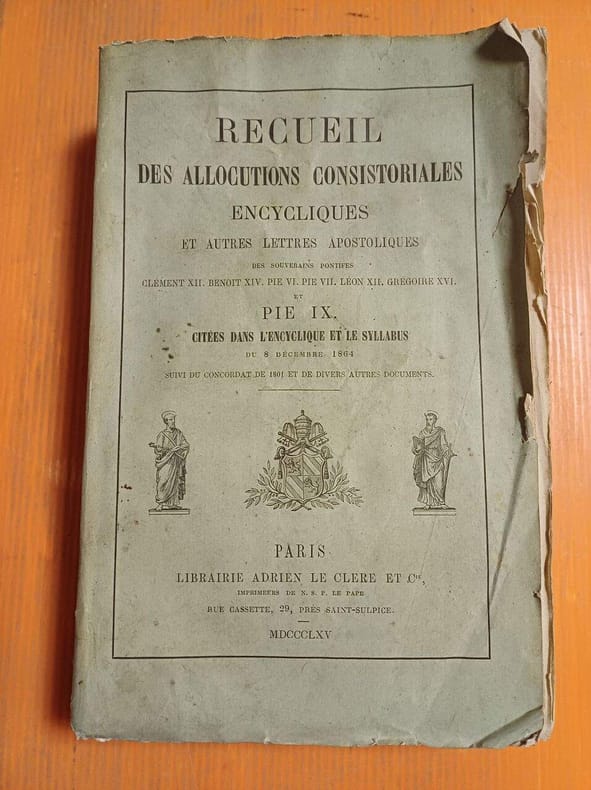 RECUEIL
DES ALLOCUTIONS CONSISTORIALES
ENCYCLIQUES
ET AUTRES LETTRES APOSTOLIQUES
DES SOUVERAINS PONTIFES
CLÉMENT XII. BENOIT XIV. PIE VI. PIE VII. LÉON XII. GRÉGOIRE XVI.
ET
PIE IX.
CITÉES DANS L'ENCYCLIQUE ET LE SYLLABUS
DU 8 DÉCEMBRE 1864
SUIVI DU CONCORDAT DE 1801 ET DE DIVERS AUTRES DOCUMENTS.
PARIS
LIBRAIRIE ADRIEN LE CLERE ET Cie,
IMPRIMEURS DE N. S. P. LE PAPE
RUE CASSETTE, 29, PRÈS SAINT-SULPICE.
MDCCCLXV